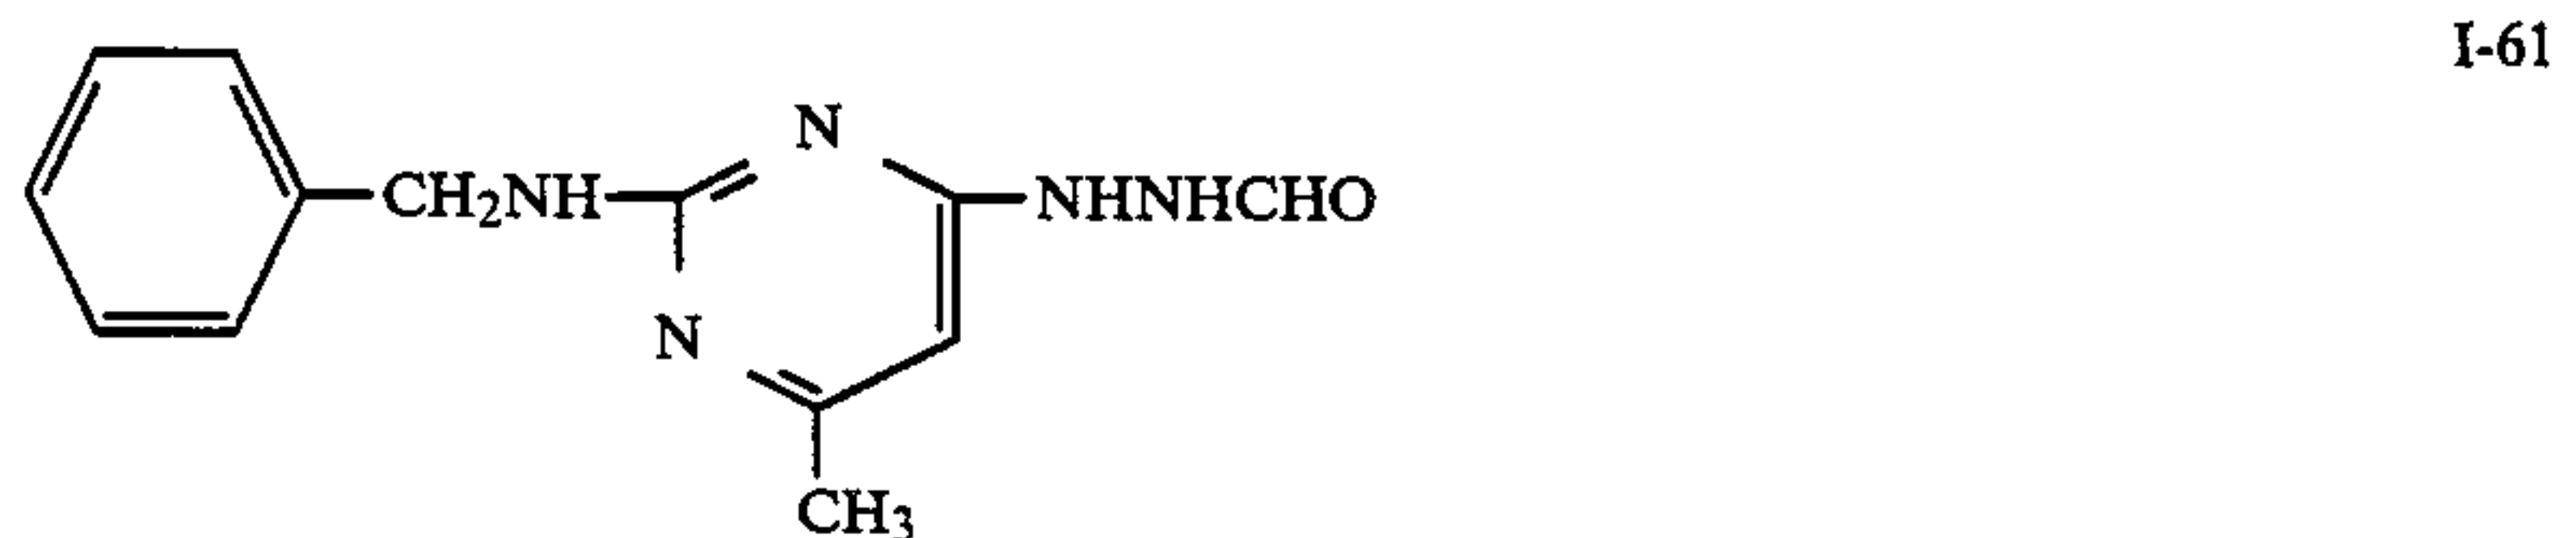 I-61
N
CH₂NH
NHNHCHO
N
CH₃